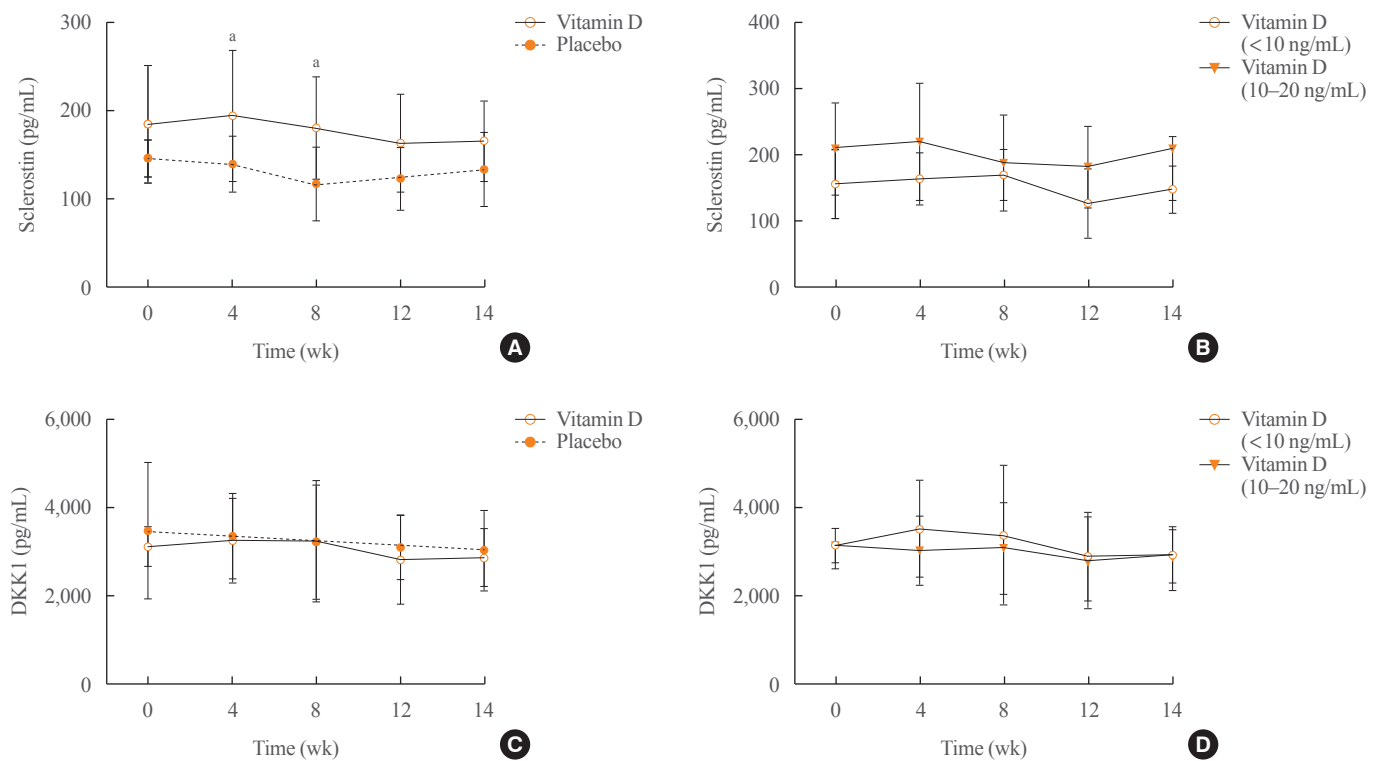 300
200
100
0
Sclerostin (pg/mL)
a
a
0 4 8 12 14
Time (wk)
Vitamin D
Placebo
A
400
300
200
100
0
Sclerostin (pg/mL)
0 4 8 12 14
Time (wk)
Vitamin D
(<10 ng/mL)
Vitamin D
(10–20 ng/mL)
B
6,000
4,000
2,000
0
DKK1 (pg/mL)
0 4 8 12 14
Time (wk)
Vitamin D
Placebo
C
6,000
4,000
2,000
0
DKK1 (pg/mL)
0 4 8 12 14
Time (wk)
Vitamin D
(<10 ng/mL)
Vitamin D
(10–20 ng/mL)
D